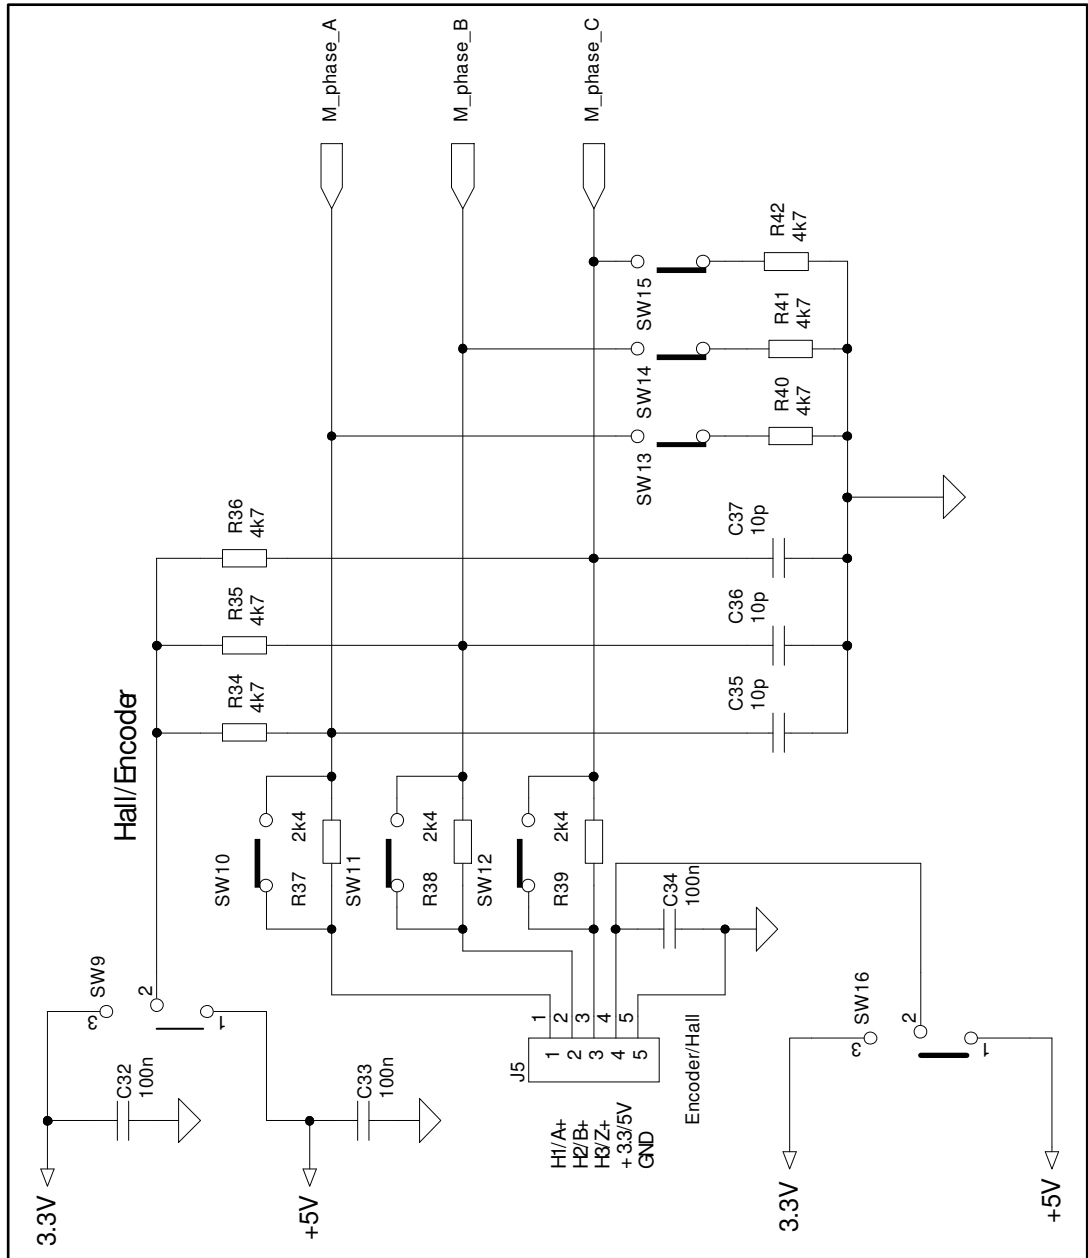 Hall/Encoder
M_phase_A
M_phase_B
M_phase_C
R42
4k7
SW15
R41
4k7
SW14
R40
4k7
SW13
R36
4k7
R35
4k7
R34
4k7
C37
10p
C36
10p
C35
10p
SW10
R37
2k4
SW11
R38
2k4
SW12
R39
2k4
C34
100n
SW9
3
2
1
C32
100n
3.3V
C33
100n
+5V
J5
1
2
3
4
5
1
2
3
4
5
Encoder/Hall
H1/A+
H2/B+
H3/Z+
+3.3/5V
GND
SW16
3
2
1
3.3V
+5V